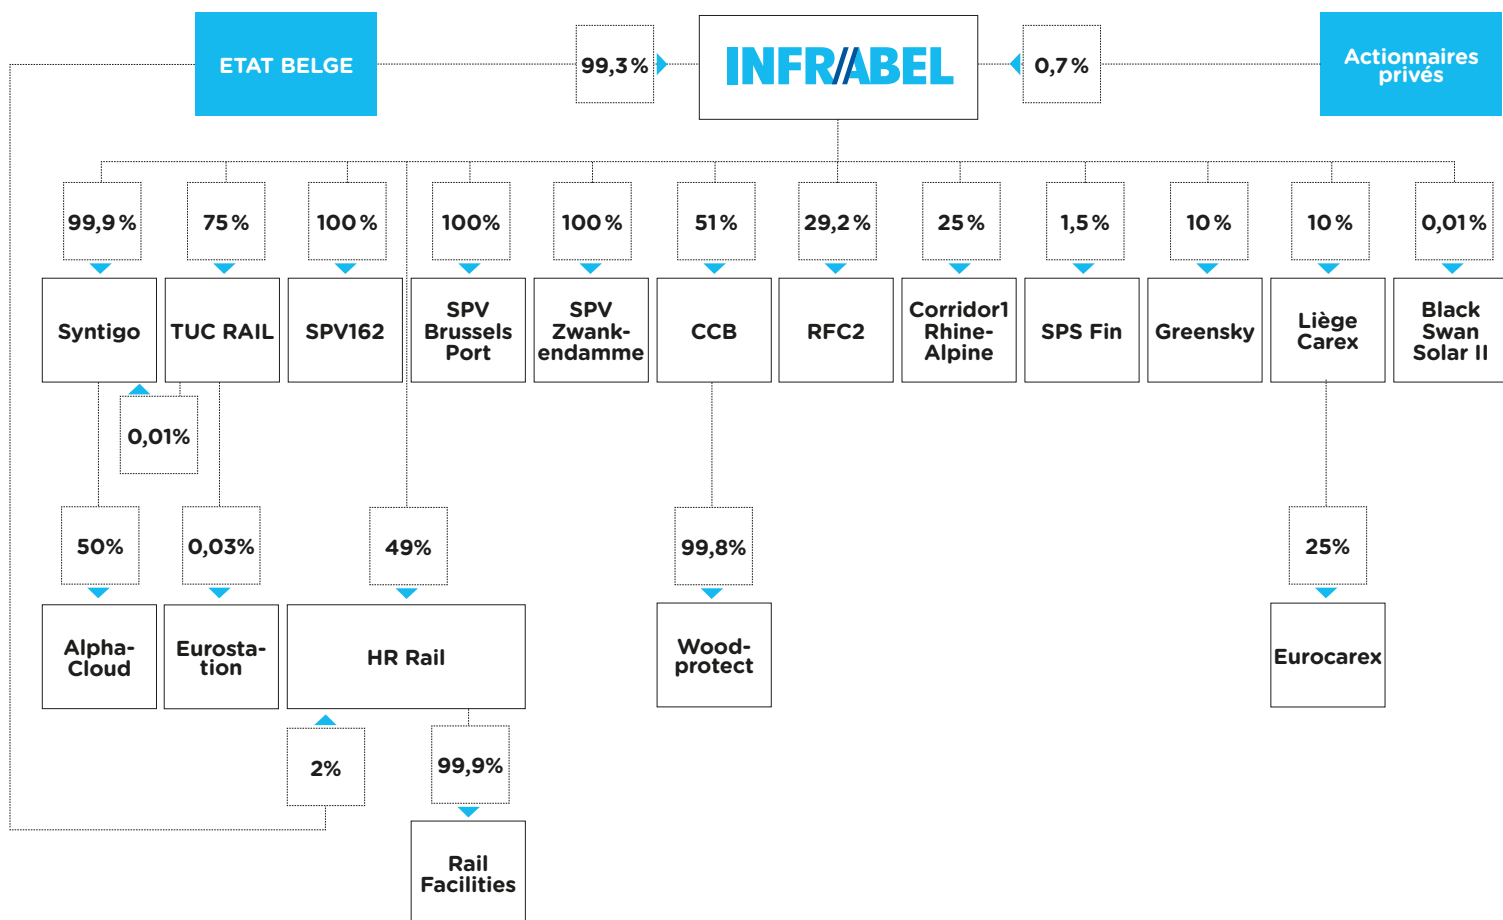 ETAT BELGE
99,3 %
INFRABEL
0,7 %
Actionnaires
privés
99,9 %
75 %
100 %
100%
100 %
51 %
29,2 %
25 %
1,5 %
10 %
10 %
0,01 %
Syntigo
TUC RAIL
SPV162
SPV
Brussels
Port
SPV
Zwank-
endamme
CCB
RFC2
Corridor1
Rhine-
Alpine
SPS Fin
Greensky
Liège
Carex
Black
Swan
Solar II
0,01%
50%
0,03%
49%
99,8%
25%
Alpha-
Cloud
Eurosta-
tion
HR Rail
Wood-
protect
Eurocarex
2%
99,9%
Rail
Facilities